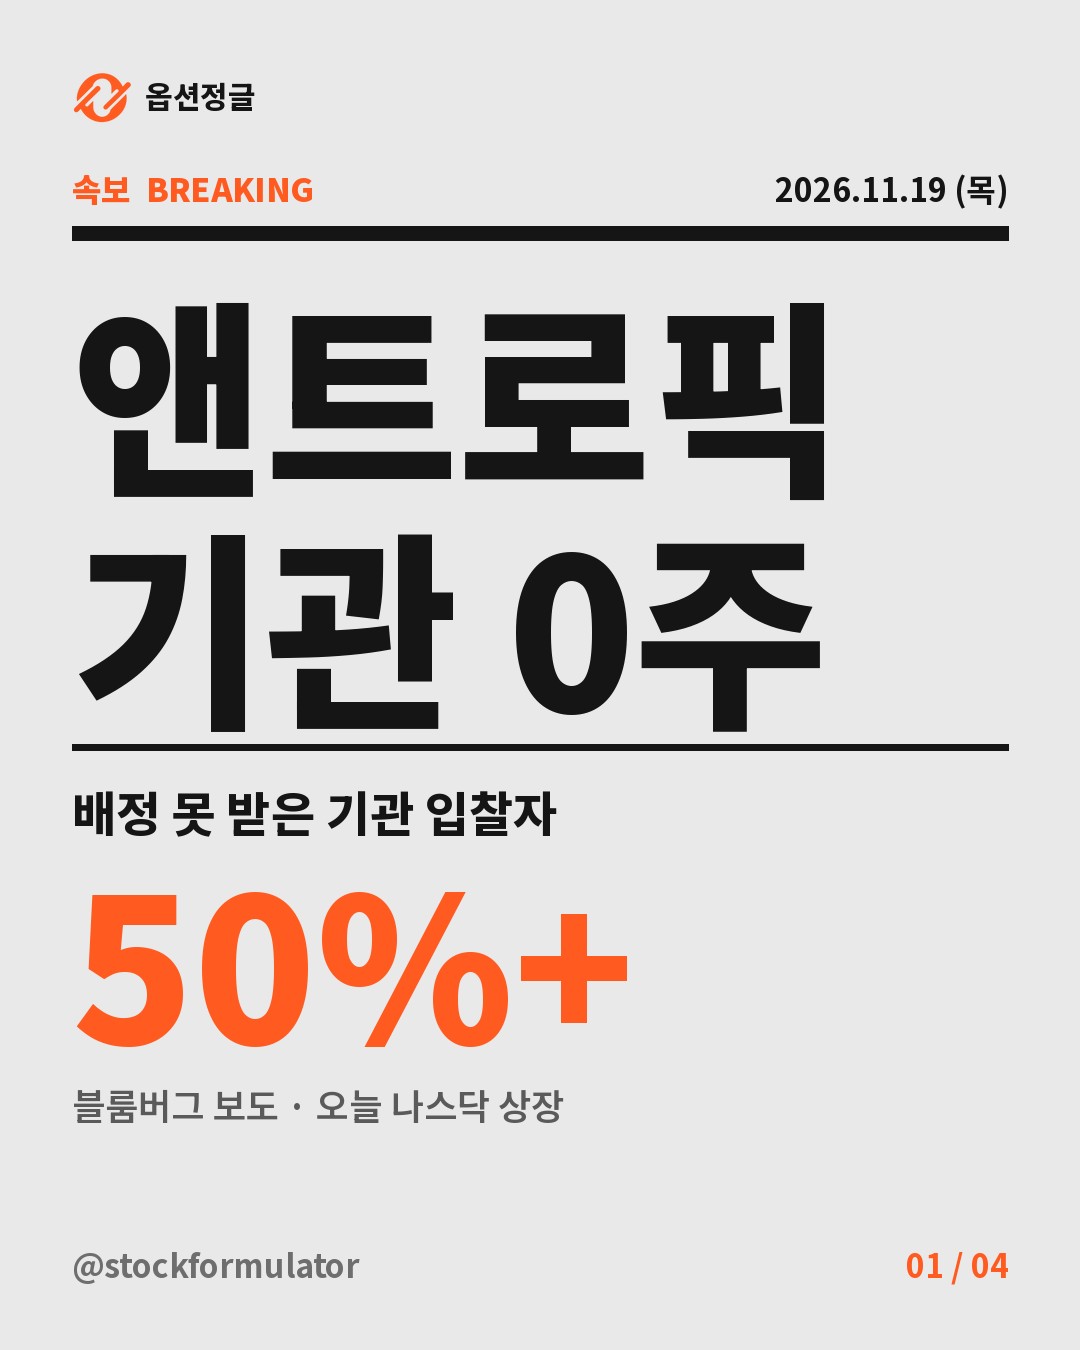 옵션정글
속보 BREAKING
2026.11.19 (목)
앤트로픽
기관 0주
배정 못 받은 기관 입찰자
50%+
블룸버그 보도 · 오늘 나스닥 상장
@stockformulator
01 / 04